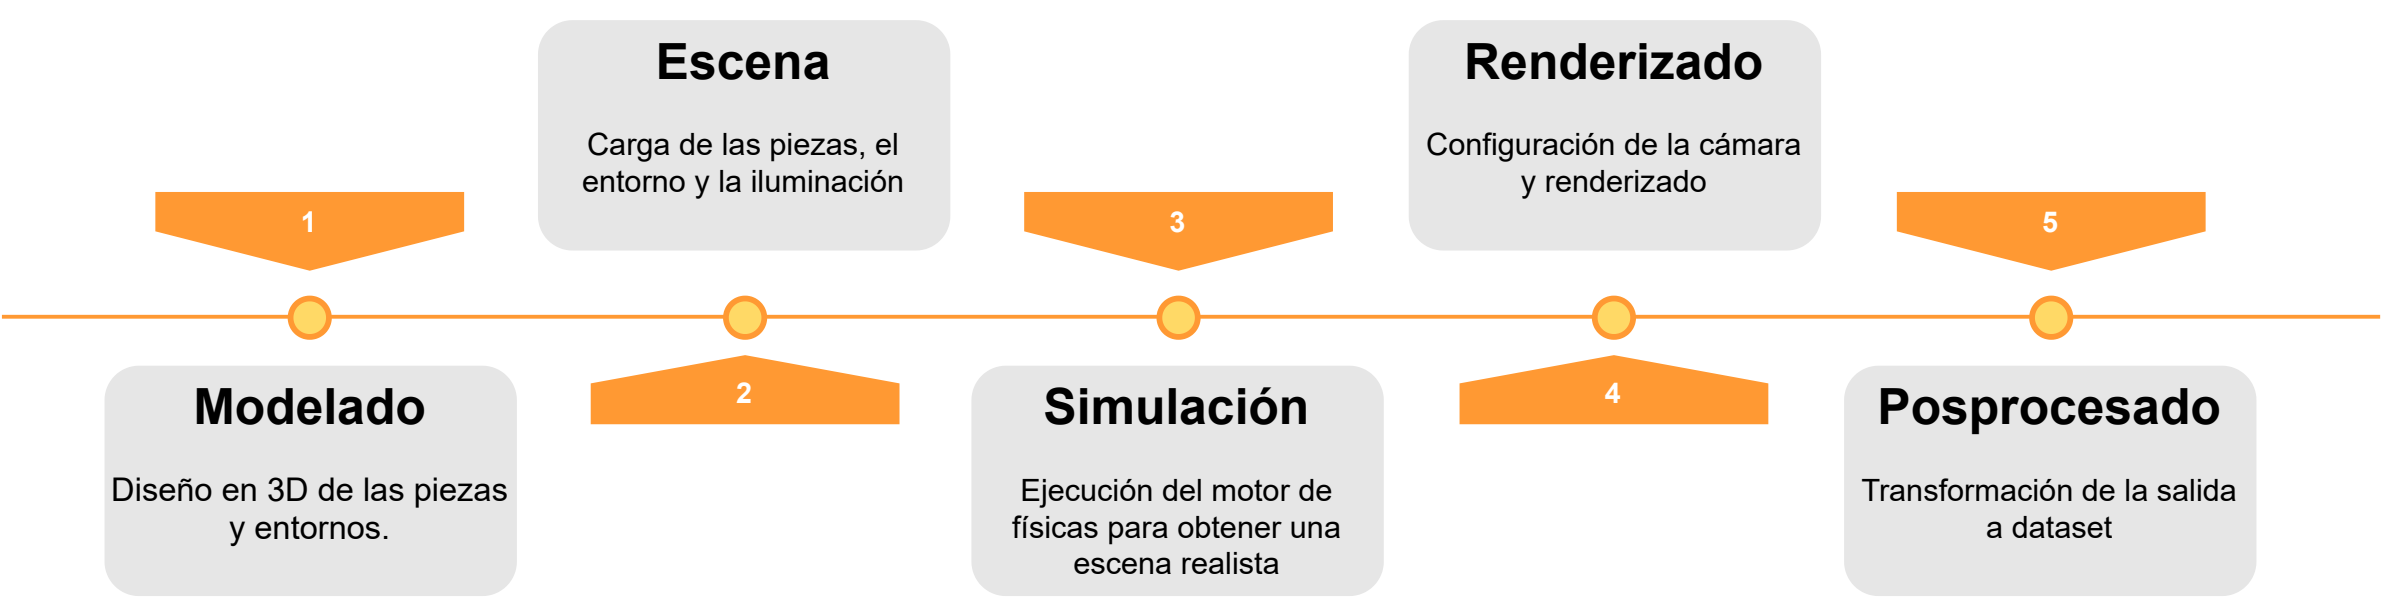 1
Modelado
Diseño en 3D de las piezas
y entornos.
Escena
Carga de las piezas, el
entorno y la iluminación
2
3
Simulación
Ejecución del motor de
físicas para obtener una
escena realista
Renderizado
Configuración de la cámara
y renderizado
4
5
Posprocesado
Transformación de la salida
a dataset